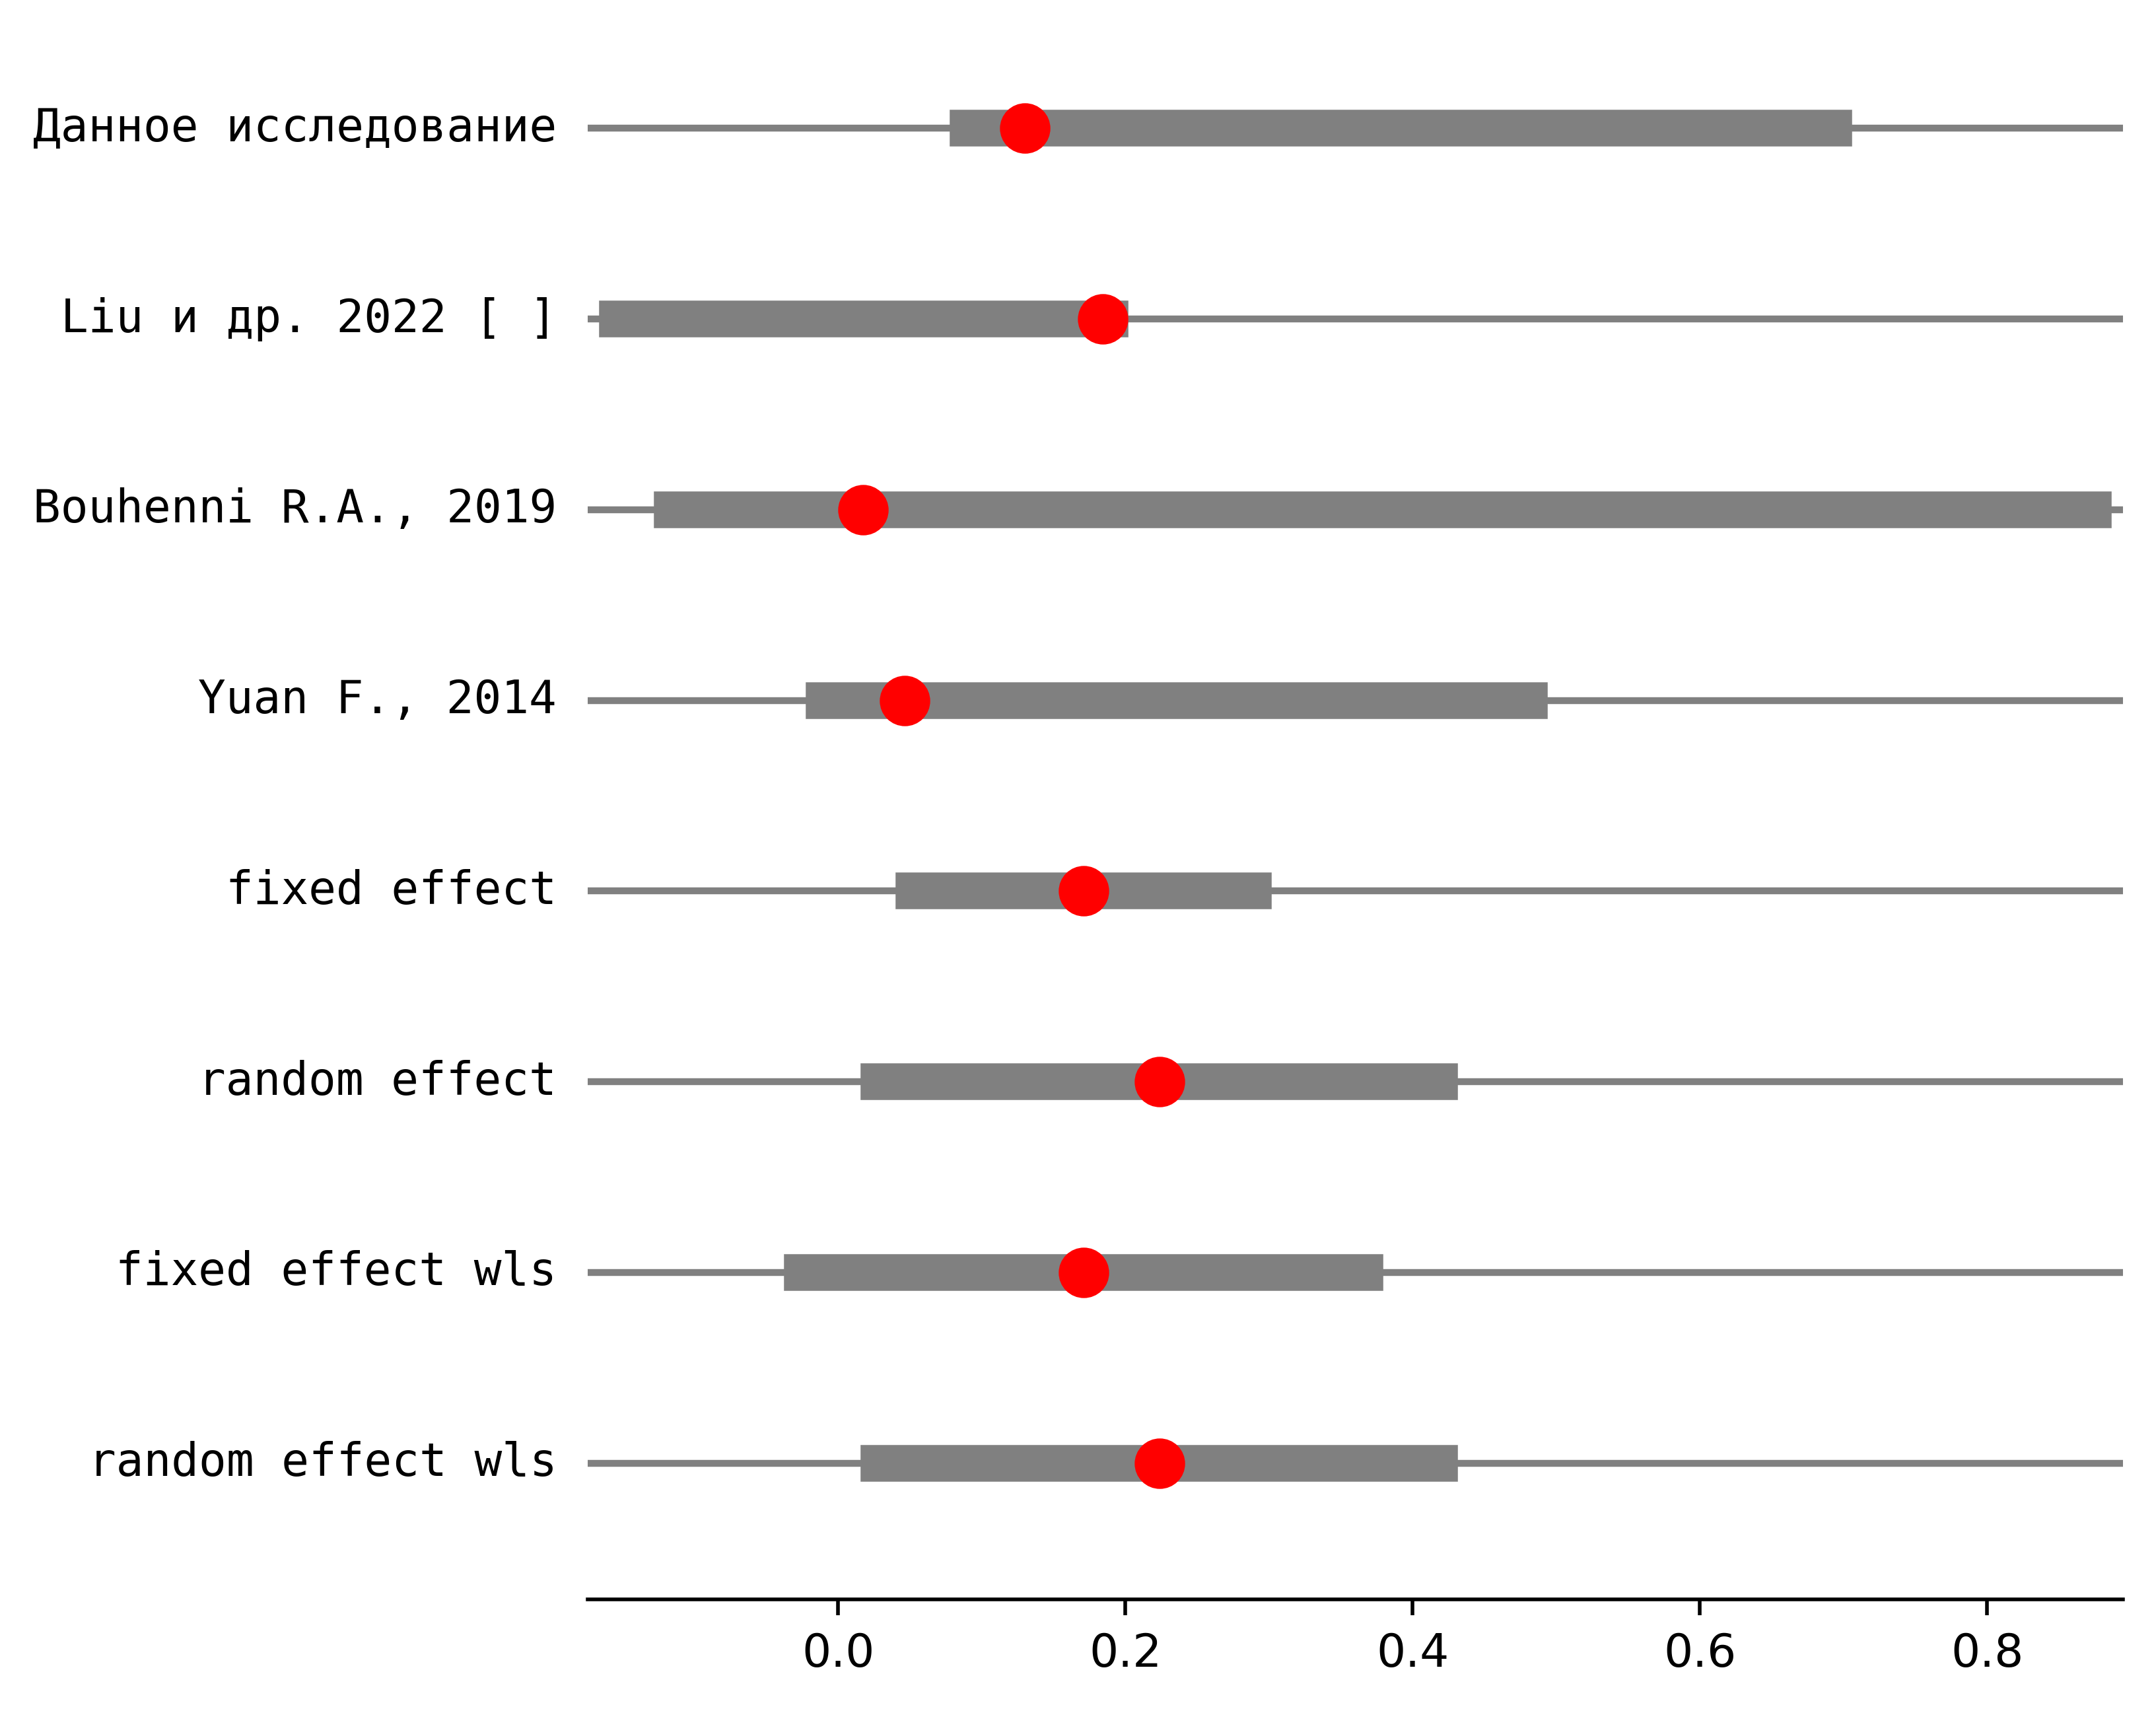 Данное исследование
Liu и др. 2022 [ ]
Bouhenni R.A., 2019
Yuan F., 2014
fixed effect
random effect
fixed effect wls
random effect wls
0.0 0.2 0.4 0.6 0.8